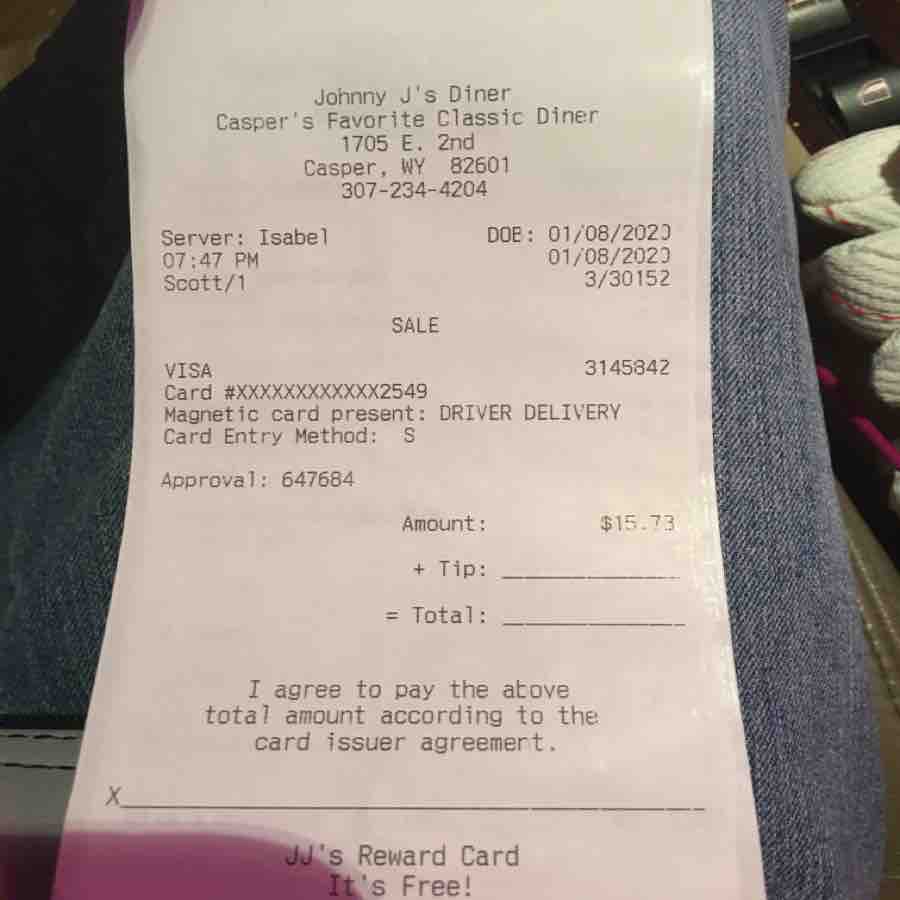 Johnny J's Diner
Casper's Favorite Classic Diner
1705 E. 2nd
Casper, WY 82601
307-234-4204
Server: Isabel DOB: 01/08/2020
07:47 PM 01/08/2020
Scott/1 3/30152
SALE
VISA 3145842
Card #XXXXXXXXXXXX2549
Magnetic card present: DRIVER DELIVERY
Card Entry Method: S
Approval: 647684
Amount: $15.73
+ Tip: ____________
= Total: ____________
I agree to pay the above
total amount according to the
card issuer agreement.
X________________________________
JJ's Reward Card
It's Free!